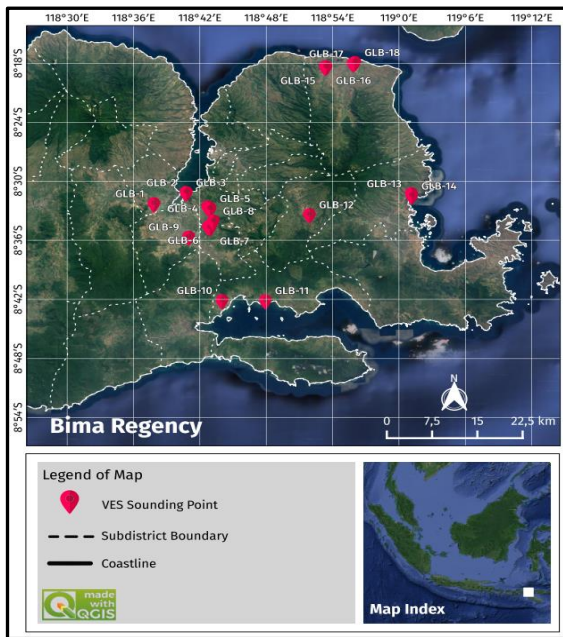 118°30'E 118°36'E 118°42'E 118°48'E 118°54'E 119°0'E 119°6'E 119°12'E
8°18'S
8°24'S
8°30'S
8°36'S
8°42'S
8°48'S
8°54'S
GLB-17
GLB-18
GLB-15
GLB-16
GLB-2
GLB-3
GLB-13
GLB-14
GLB-1
GLB-5
GLB-4
GLB-8
GLB-12
GLB-9
GLB-6
GLB-7
GLB-10
GLB-11
N
Bima Regency
0 7,5 15 22,5 km
Legend of Map
VES Sounding Point
Subdistrict Boundary
Coastline
made
with
QGIS
Map Index